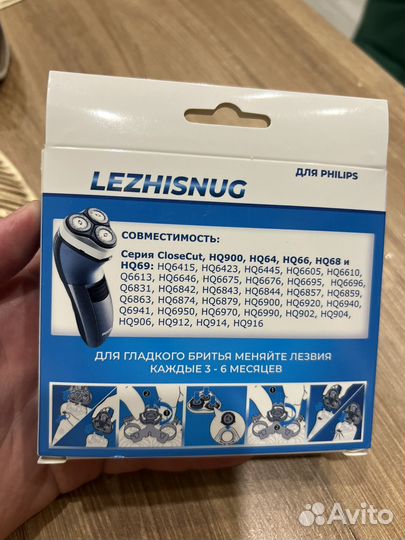 ДЛЯ PHILIPS
LEZHISNUG
СОВМЕСТИМОСТЬ:
Серия CloseCut, HQ900, HQ64, HQ66, HQ68 и
HQ69: HQ6415, HQ6423, HQ6445, HQ6605, HQ6610,
Q6613, HQ6646, HQ6675, HQ6676, HQ6695, HQ6696,
Q6831, HQ6842, HQ6843, HQ6844, HQ6857, HQ6859,
Q6863, HQ6874, HQ6879, HQ6900, HQ6920, HQ6940,
Q6941, HQ6950, HQ6970, HQ6990, HQ902, HQ904,
HQ906, HQ912, HQ914, HQ916
ДЛЯ ГЛАДКОГО БРИТЬЯ МЕНЯЙТЕ ЛЕЗВИЯ
КАЖДЫЕ 3 - 6 МЕСЯЦЕВ
Avito